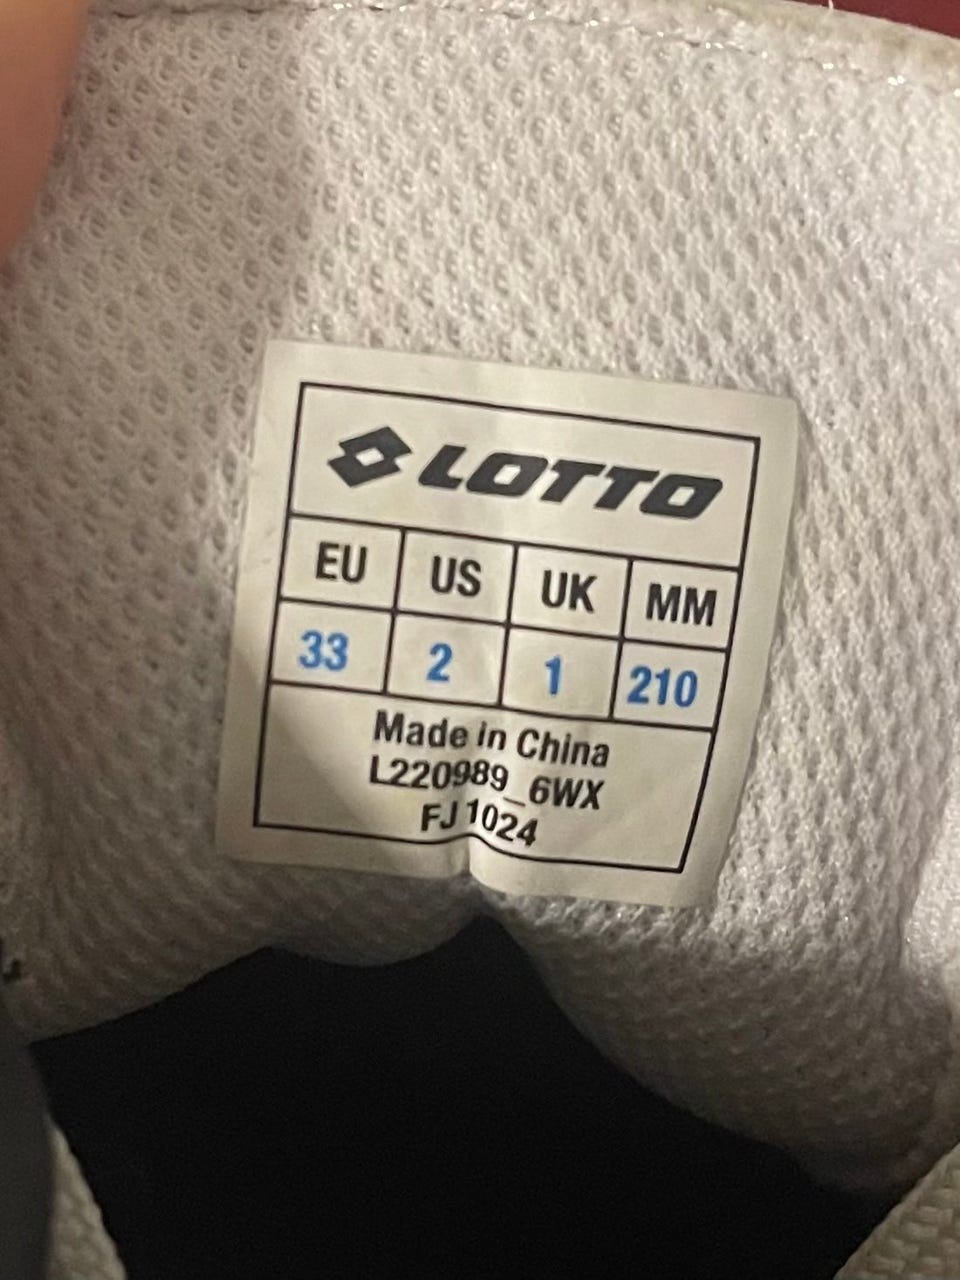 LOTTO
EU US UK MM
33 2 1 210
Made in China
L220989_6WX
FJ1024